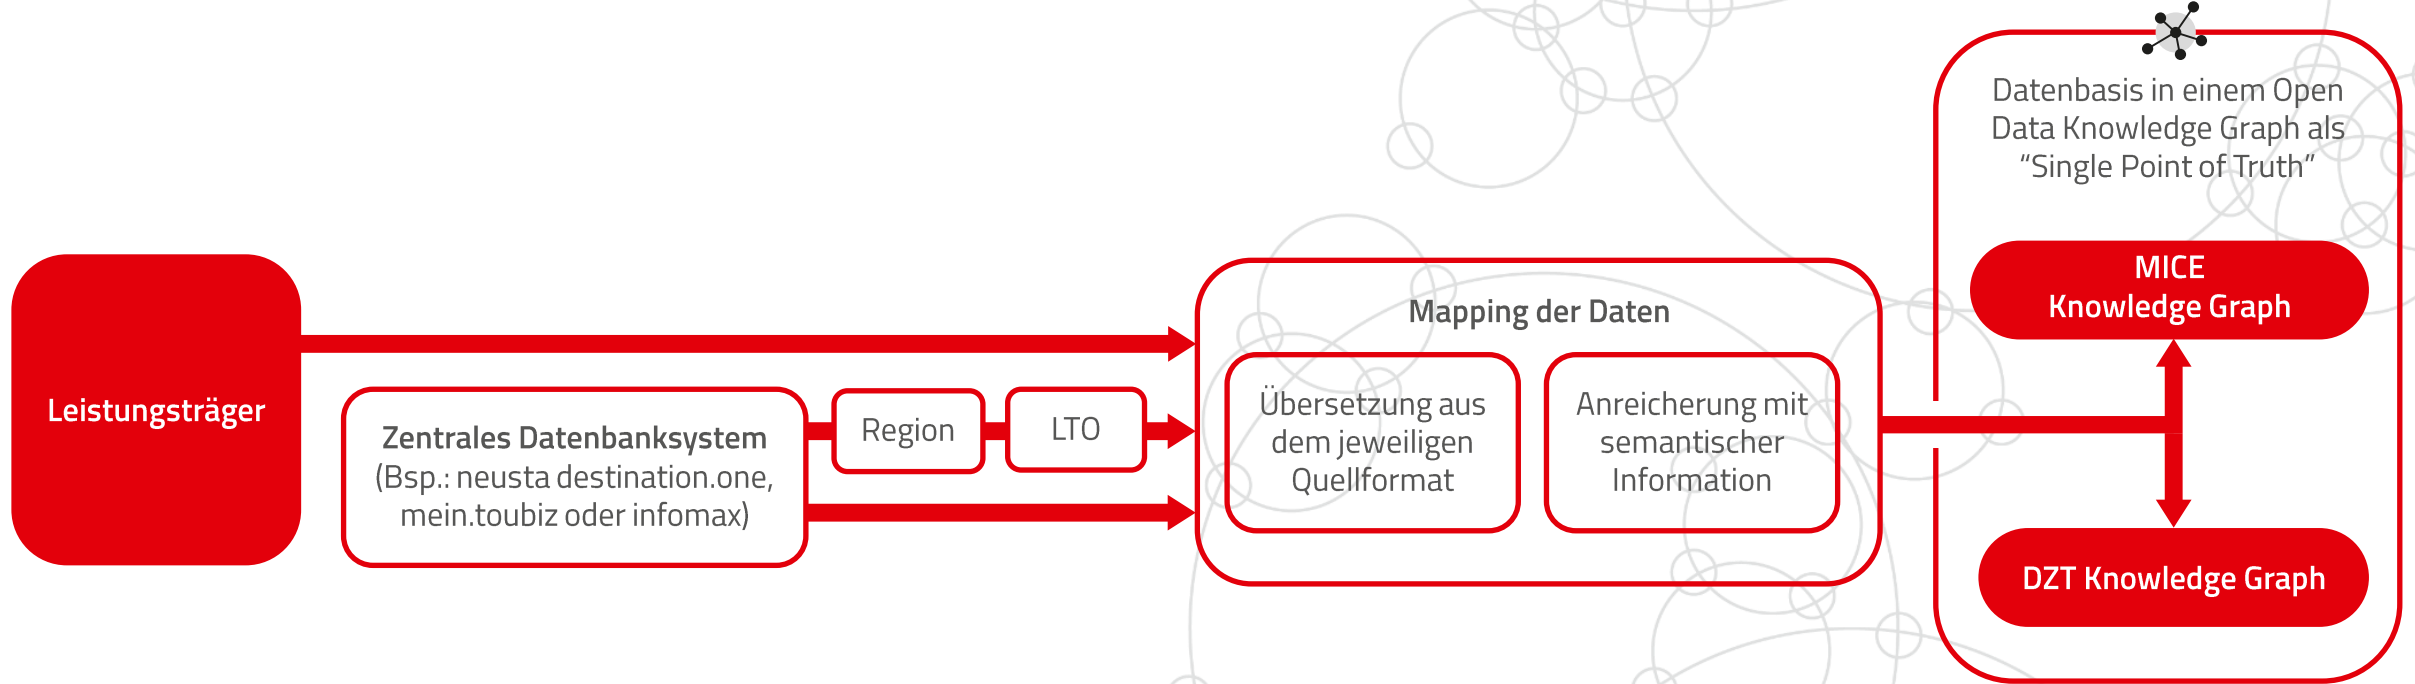 Leistungsträger
Zentrales Datenbanksystem
(Bsp.: neusta destination.one,
mein.toubiz oder infomax)
Region
LTO
Mapping der Daten
Übersetzung aus
dem jeweiligen
Quellformat
Anreicherung mit
semantischer
Information
Datenbasis in einem Open
Data Knowledge Graph als
“Single Point of Truth”
MICE
Knowledge Graph
DZT Knowledge Graph